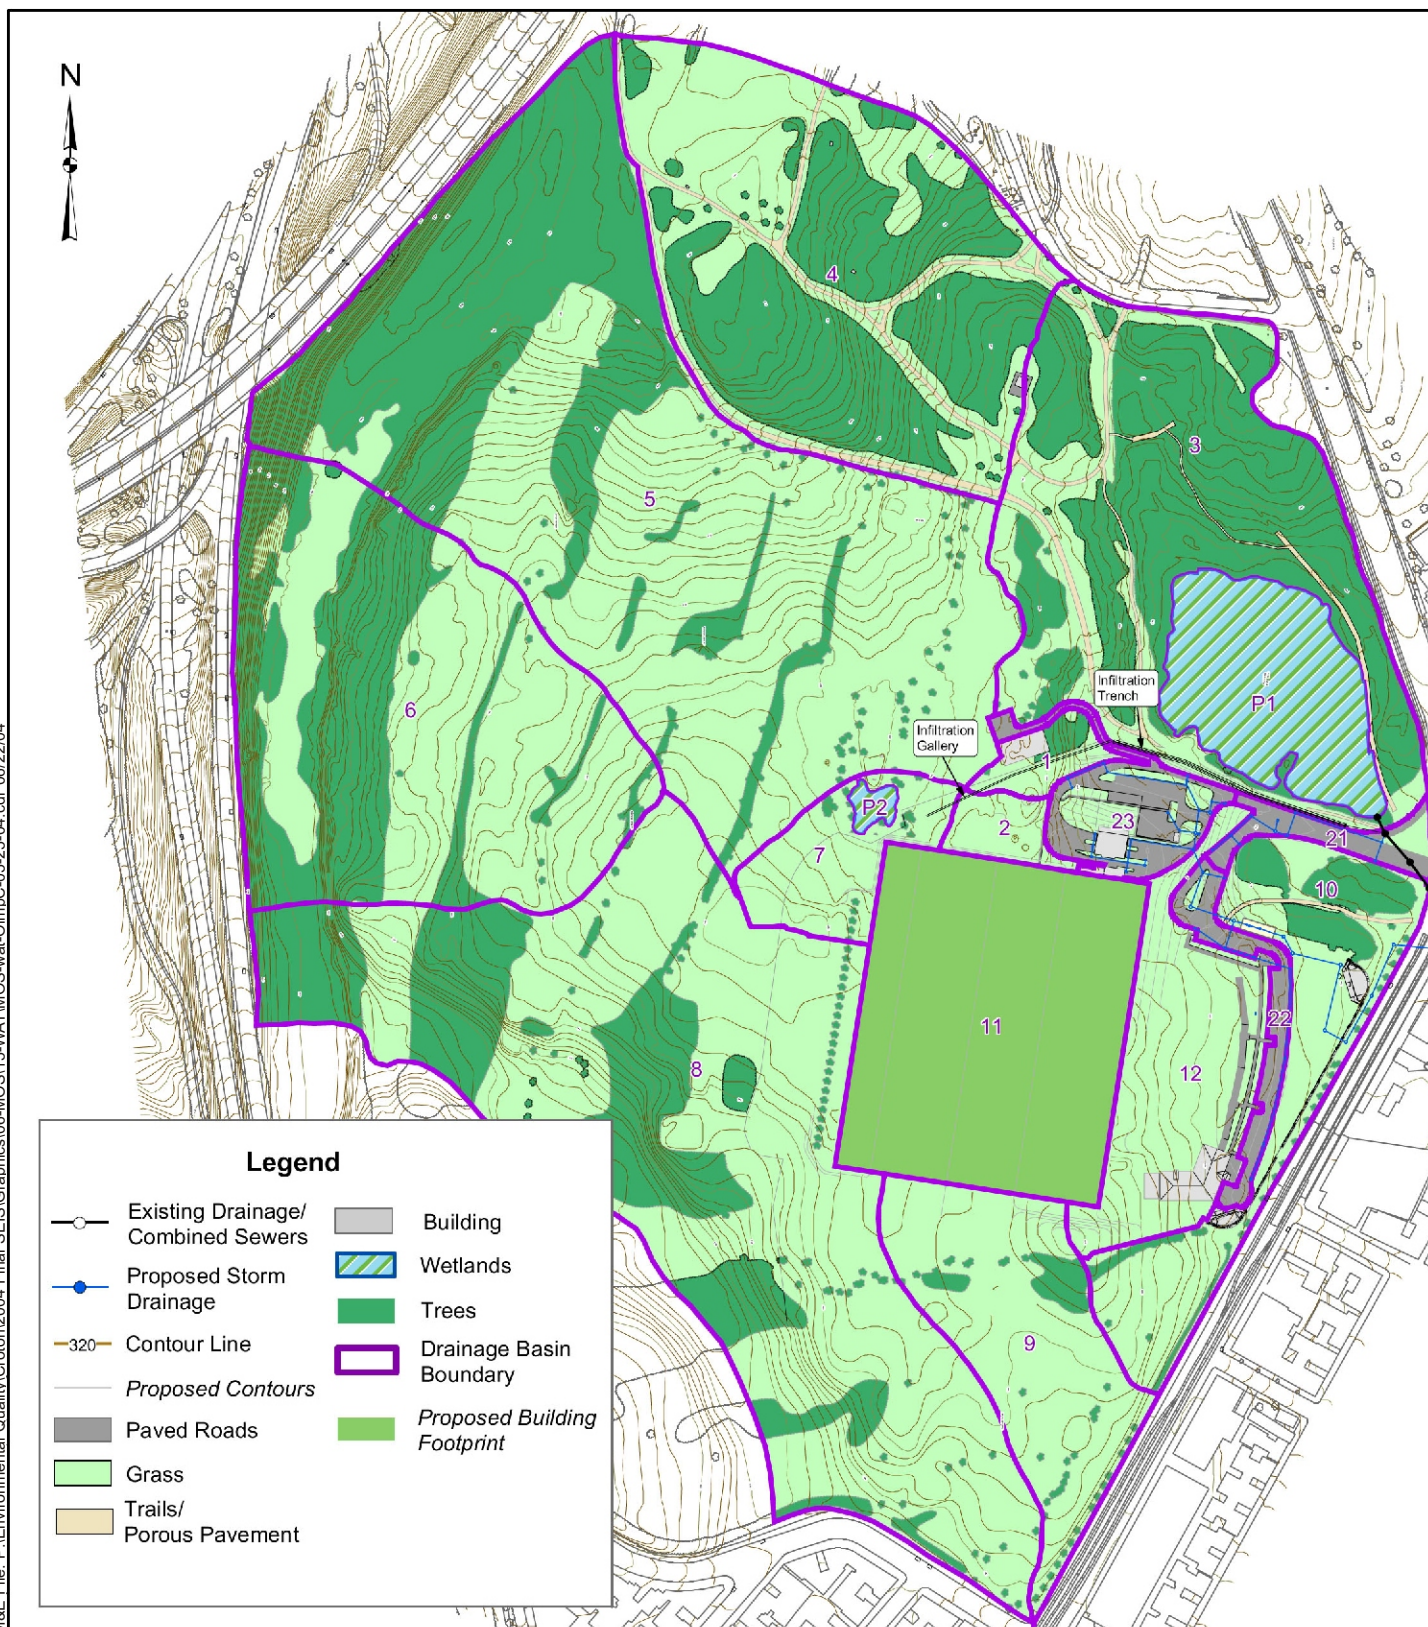 N
4
3
5
6
Infiltration
Trench
P1
Infiltration
Gallery
1
P2
2
23
7
21
10
11
22
12
8
9
Legend
Existing Drainage/
Combined Sewers
Proposed Storm
Drainage
320
Contour Line
Proposed Contours
Paved Roads
Grass
Trails/
Porous Pavement
Building
Wetlands
Trees
Drainage Basin
Boundary
Proposed Building
Footprint